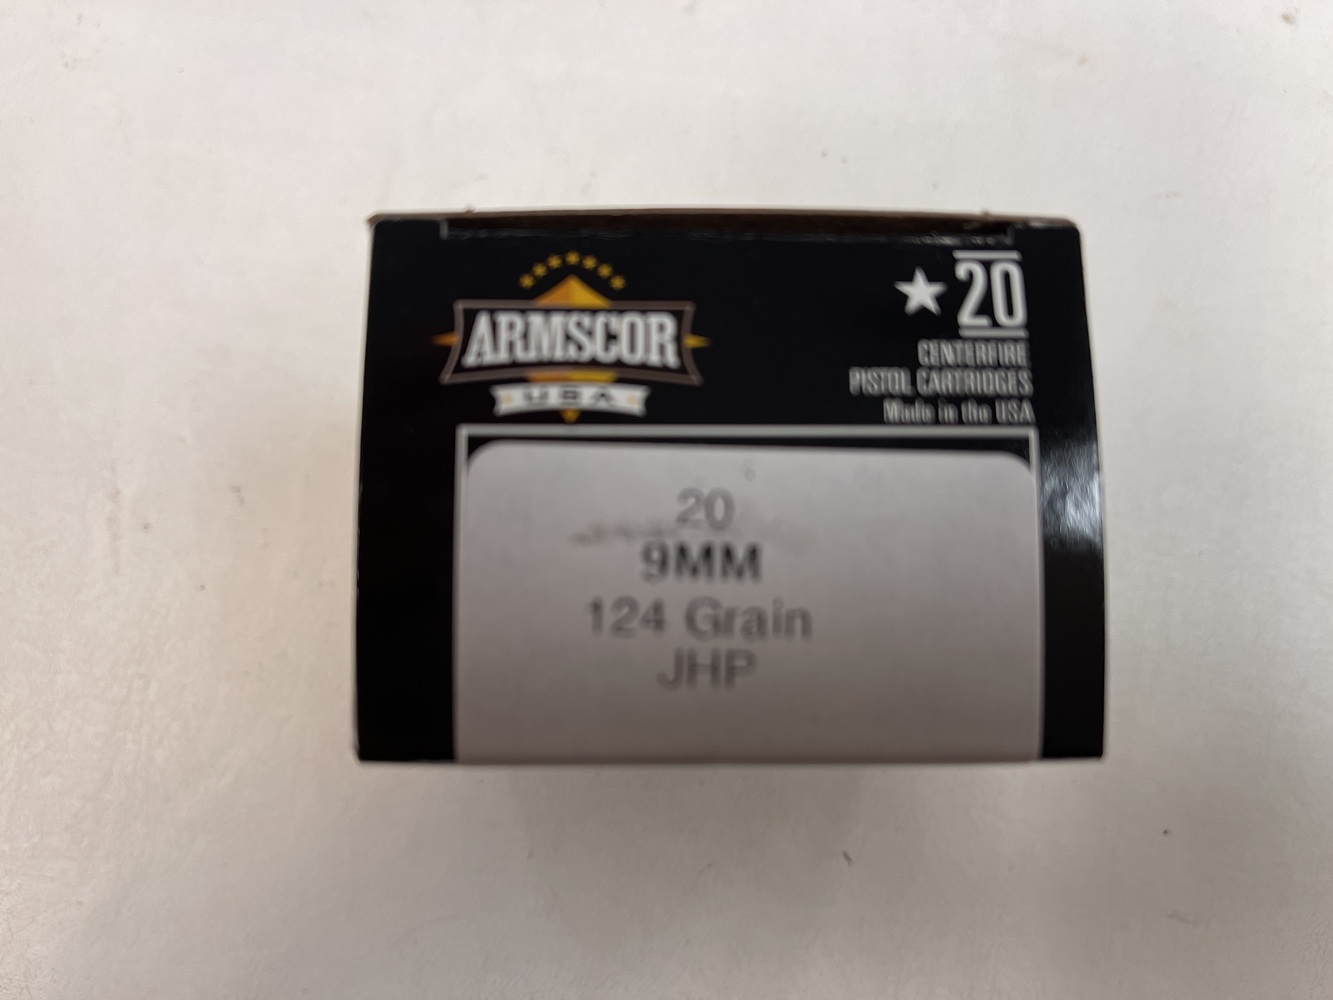 ARMSCOR
USA
20
CENTERFIRE
PISTOL CARTRIDGES
Made in the USA
20
9MM
124 Grain
JHP